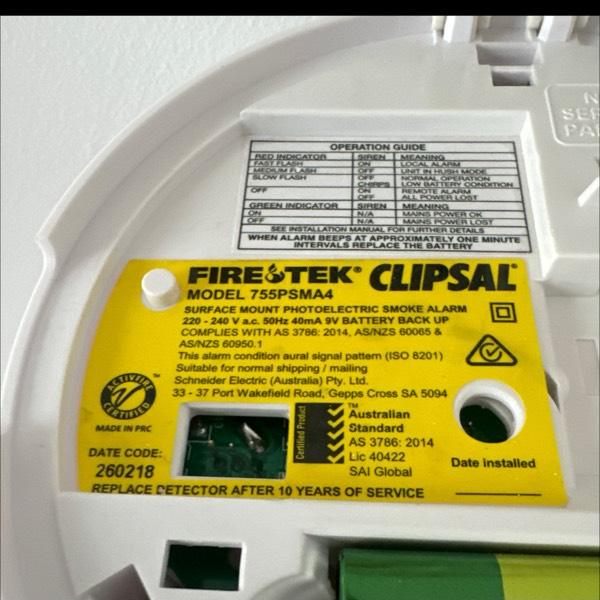 N
SER
PA
OPERATION GUIDE
RED INDICATOR SIREN MEANING
FAST FLASH ON LOCAL ALARM
MEDIUM FLASH OFF UNIT IN HUSH MODE
SLOW FLASH OFF NORMAL OPERATION
CHIRPS LOW BATTERY CONDITION
OFF ON REMOTE ALARM
OFF ALL POWER LOST
GREEN INDICATOR SIREN MEANING
ON N/A MAINS POWER OK
OFF N/A MAINS POWER LOST
SEE INSTALLATION MANUAL FOR FURTHER DETAILS
WHEN ALARM BEEPS AT APPROXIMATELY ONE MINUTE
INTERVALS REPLACE THE BATTERY
FIRETEK® CLIPSAL®
MODEL 755PSMA4
SURFACE MOUNT PHOTOELECTRIC SMOKE ALARM
220 - 240 V a.c. 50Hz 40mA 9V BATTERY BACK UP
COMPLIES WITH AS 3786: 2014, AS/NZS 60065 &
AS/NZS 60950.1
This alarm condition aural signal pattern (ISO 8201)
Suitable for normal shipping / mailing
Schneider Electric (Australia) Pty. Ltd.
33 - 37 Port Wakefield Road, Gepps Cross SA 5094
ACTIVFIRE
CERTIFIED
™
MADE IN PRC
DATE CODE:
260218
Certified Product
™
Australian
Standard
AS 3786: 2014
Lic 40422
SAI Global
Date installed
REPLACE DETECTOR AFTER 10 YEARS OF SERVICE